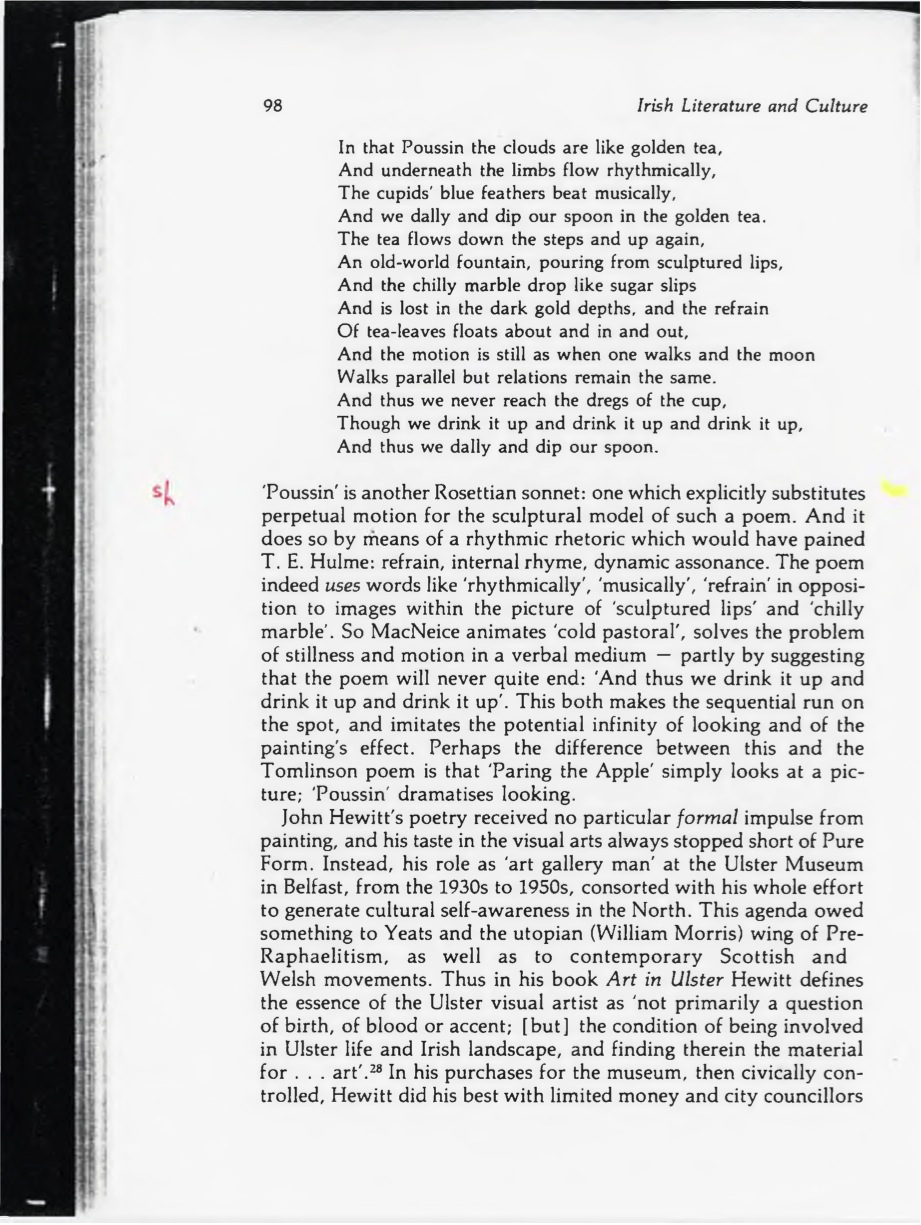 98 Irish Literature and Culture
In that Poussin the clouds are like golden tea,
And underneath the limbs flow rhythmically,
The cupids' blue feathers beat musically,
And we dally and dip our spoon in the golden tea.
The tea flows down the steps and up again,
An old-world fountain, pouring from sculptured lips,
And the chilly marble drop like sugar slips
And is lost in the dark gold depths, and the refrain
Of tea-leaves floats about and in and out,
And the motion is still as when one walks and the moon
Walks parallel but relations remain the same.
And thus we never reach the dregs of the cup,
Though we drink it up and drink it up and drink it up,
And thus we dally and dip our spoon.
sh
'Poussin' is another Rosettian sonnet: one which explicitly substitutes
perpetual motion for the sculptural model of such a poem. And it
does so by means of a rhythmic rhetoric which would have pained
T. E. Hulme: refrain, internal rhyme, dynamic assonance. The poem
indeed uses words like 'rhythmically', 'musically', 'refrain' in opposi-
tion to images within the picture of 'sculptured lips' and 'chilly
marble'. So MacNeice animates 'cold pastoral', solves the problem
of stillness and motion in a verbal medium — partly by suggesting
that the poem will never quite end: 'And thus we drink it up and
drink it up and drink it up'. This both makes the sequential run on
the spot, and imitates the potential infinity of looking and of the
painting's effect. Perhaps the difference between this and the
Tomlinson poem is that 'Paring the Apple' simply looks at a pic-
ture; 'Poussin' dramatises looking.
John Hewitt's poetry received no particular formal impulse from
painting, and his taste in the visual arts always stopped short of Pure
Form. Instead, his role as 'art gallery man' at the Ulster Museum
in Belfast, from the 1930s to 1950s, consorted with his whole effort
to generate cultural self-awareness in the North. This agenda owed
something to Yeats and the utopian (William Morris) wing of Pre-
Raphaelitism, as well as to contemporary Scottish and
Welsh movements. Thus in his book Art in Ulster Hewitt defines
the essence of the Ulster visual artist as 'not primarily a question
of birth, of blood or accent; [but] the condition of being involved
in Ulster life and Irish landscape, and finding therein the material
for . . . art'.²⁸ In his purchases for the museum, then civically con-
trolled, Hewitt did his best with limited money and city councillors